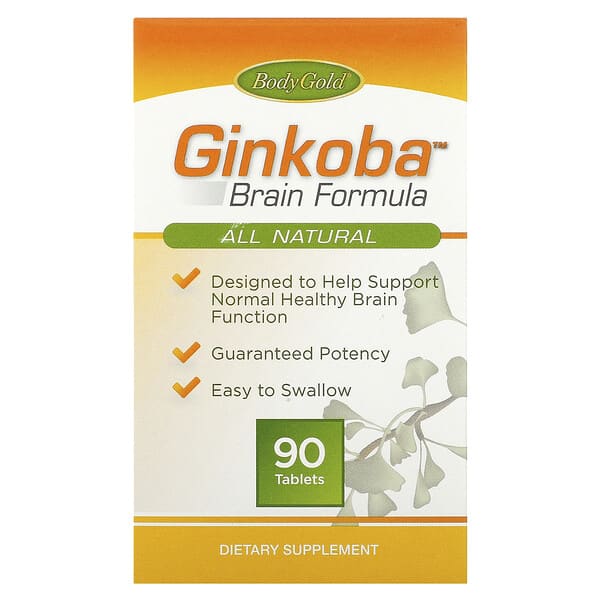 BodyGold®
Ginkoba™
Brain Formula
ALL NATURAL
Designed to Help Support
Normal Healthy Brain
Function
Guaranteed Potency
Easy to Swallow
90
Tablets
DIETARY SUPPLEMENT